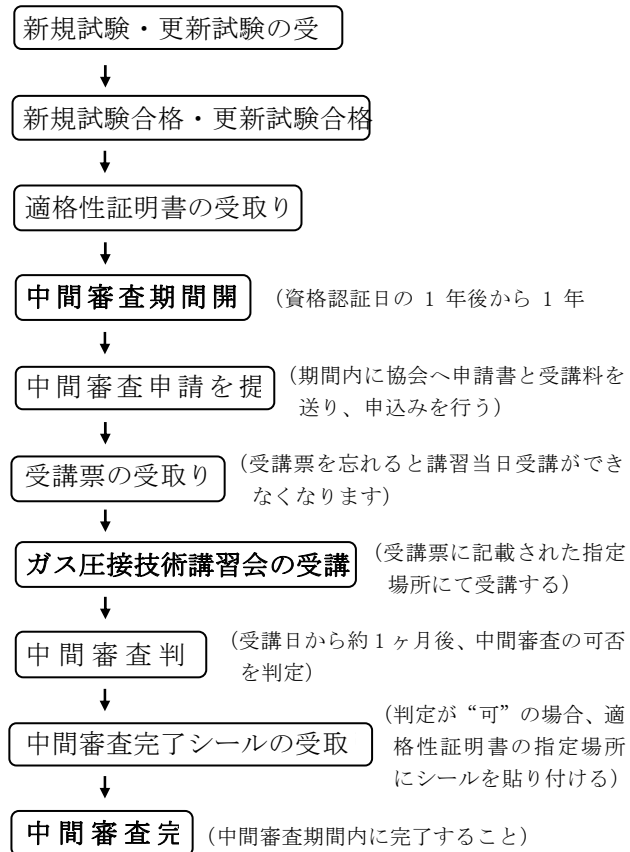 新規試験・更新試験の受
新規試験合格・更新試験合格
適格性証明書の受取り
中間審査期間開
(資格認証日の 1 年後から 1 年
中間審査申請を提
(期間内に協会へ申請書と受講料を
送り、申込みを行う)
受講票の受取り
(受講票を忘れると講習当日受講ができ
なくなります)
ガス圧接技術講習会の受講
(受講票に記載された指定
場所にて受講する)
中間審査判
(受講日から約1ヶ月後、中間審査の可否
を判定)
中間審査完了シールの受取
(判定が“可”の場合、適
格性証明書の指定場所
にシールを貼り付ける)
中間審査完
(中間審査期間内に完了すること)